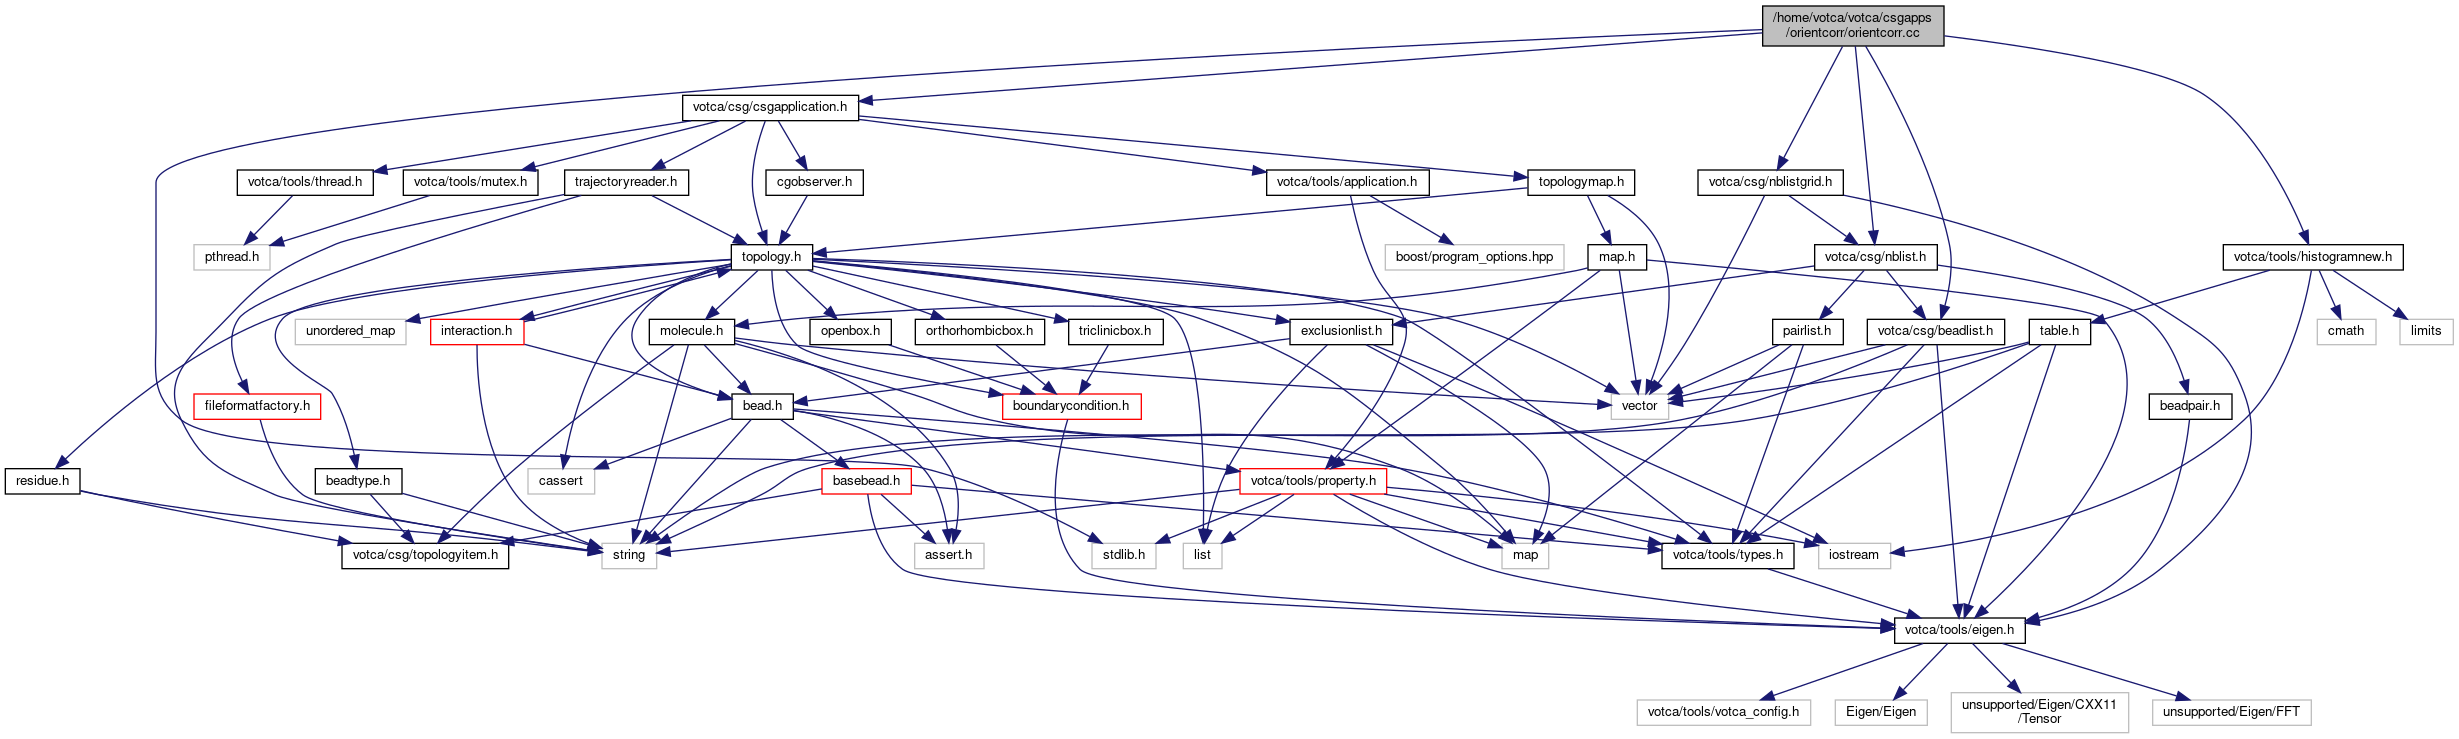 /home/votca/votca/csgapps
/orientcorr/orientcorr.cc
votca/csg/csgapplication.h
votca/tools/thread.h
votca/tools/mutex.h
trajectoryreader.h
cgobserver.h
votca/tools/application.h
topologymap.h
votca/csg/nblistgrid.h
pthread.h
topology.h
boost/program_options.hpp
map.h
votca/csg/nblist.h
votca/tools/histogramnew.h
unordered_map
interaction.h
molecule.h
openbox.h
orthorhombicbox.h
triclinicbox.h
exclusionlist.h
pairlist.h
votca/csg/beadlist.h
table.h
cmath
limits
fileformatfactory.h
bead.h
boundarycondition.h
vector
beadpair.h
residue.h
beadtype.h
cassert
basebead.h
votca/tools/property.h
votca/csg/topologyitem.h
string
assert.h
stdlib.h
list
map
votca/tools/types.h
iostream
votca/tools/eigen.h
votca/tools/votca_config.h
Eigen/Eigen
unsupported/Eigen/CXX11
/Tensor
unsupported/Eigen/FFT